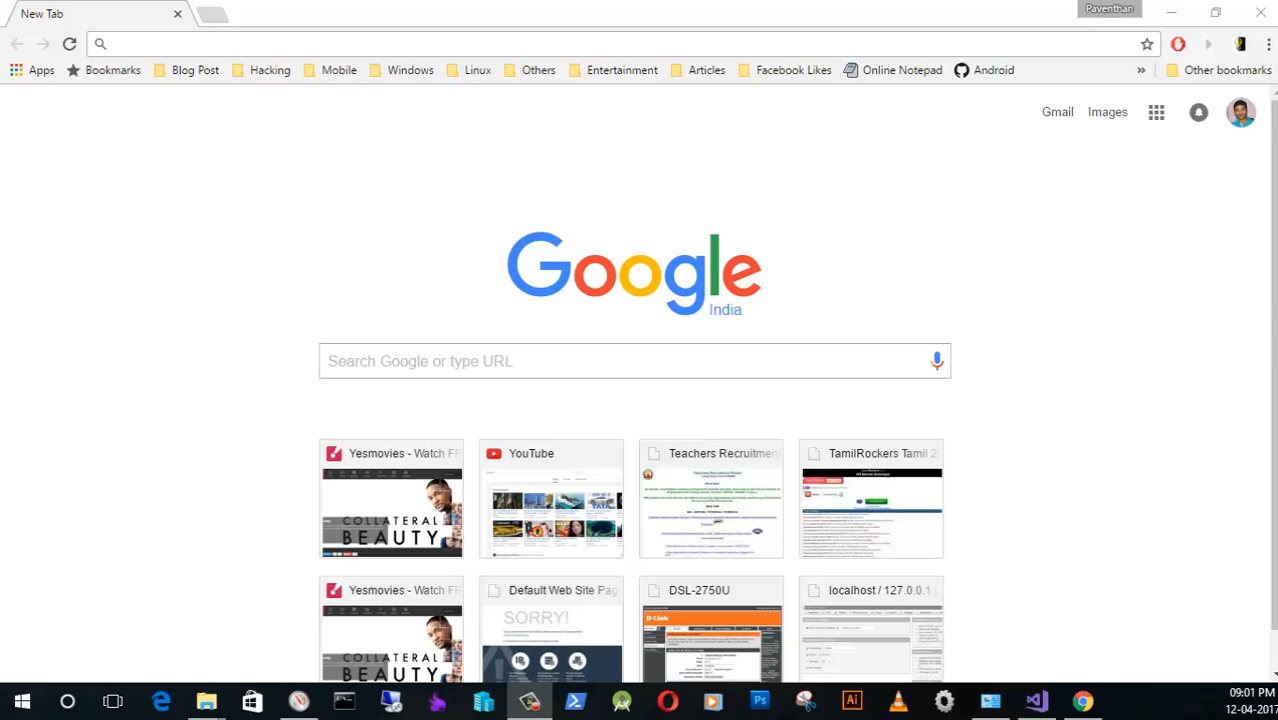 New Tab
Paventhan
Apps Bookmarks Blog Post Hacking Mobile Windows Linux Others Entertainment Articles Facebook Likes Online Notepad Android » Other bookmarks
Gmail Images
Google
India
Search Google or type URL
Yesmovies - Watch F
YouTube
Teachers Recruitmen
TamilRockers Tamil 2
COLLATERAL
BEAUTY
Yesmovies - Watch F
Default Web Site Pag
DSL-2750U
localhost / 127.0.0.1
SORRY!
D-Link
COLLATERAL
BEAUTY
Ps
Ai
09:01 PM
12-04-2017